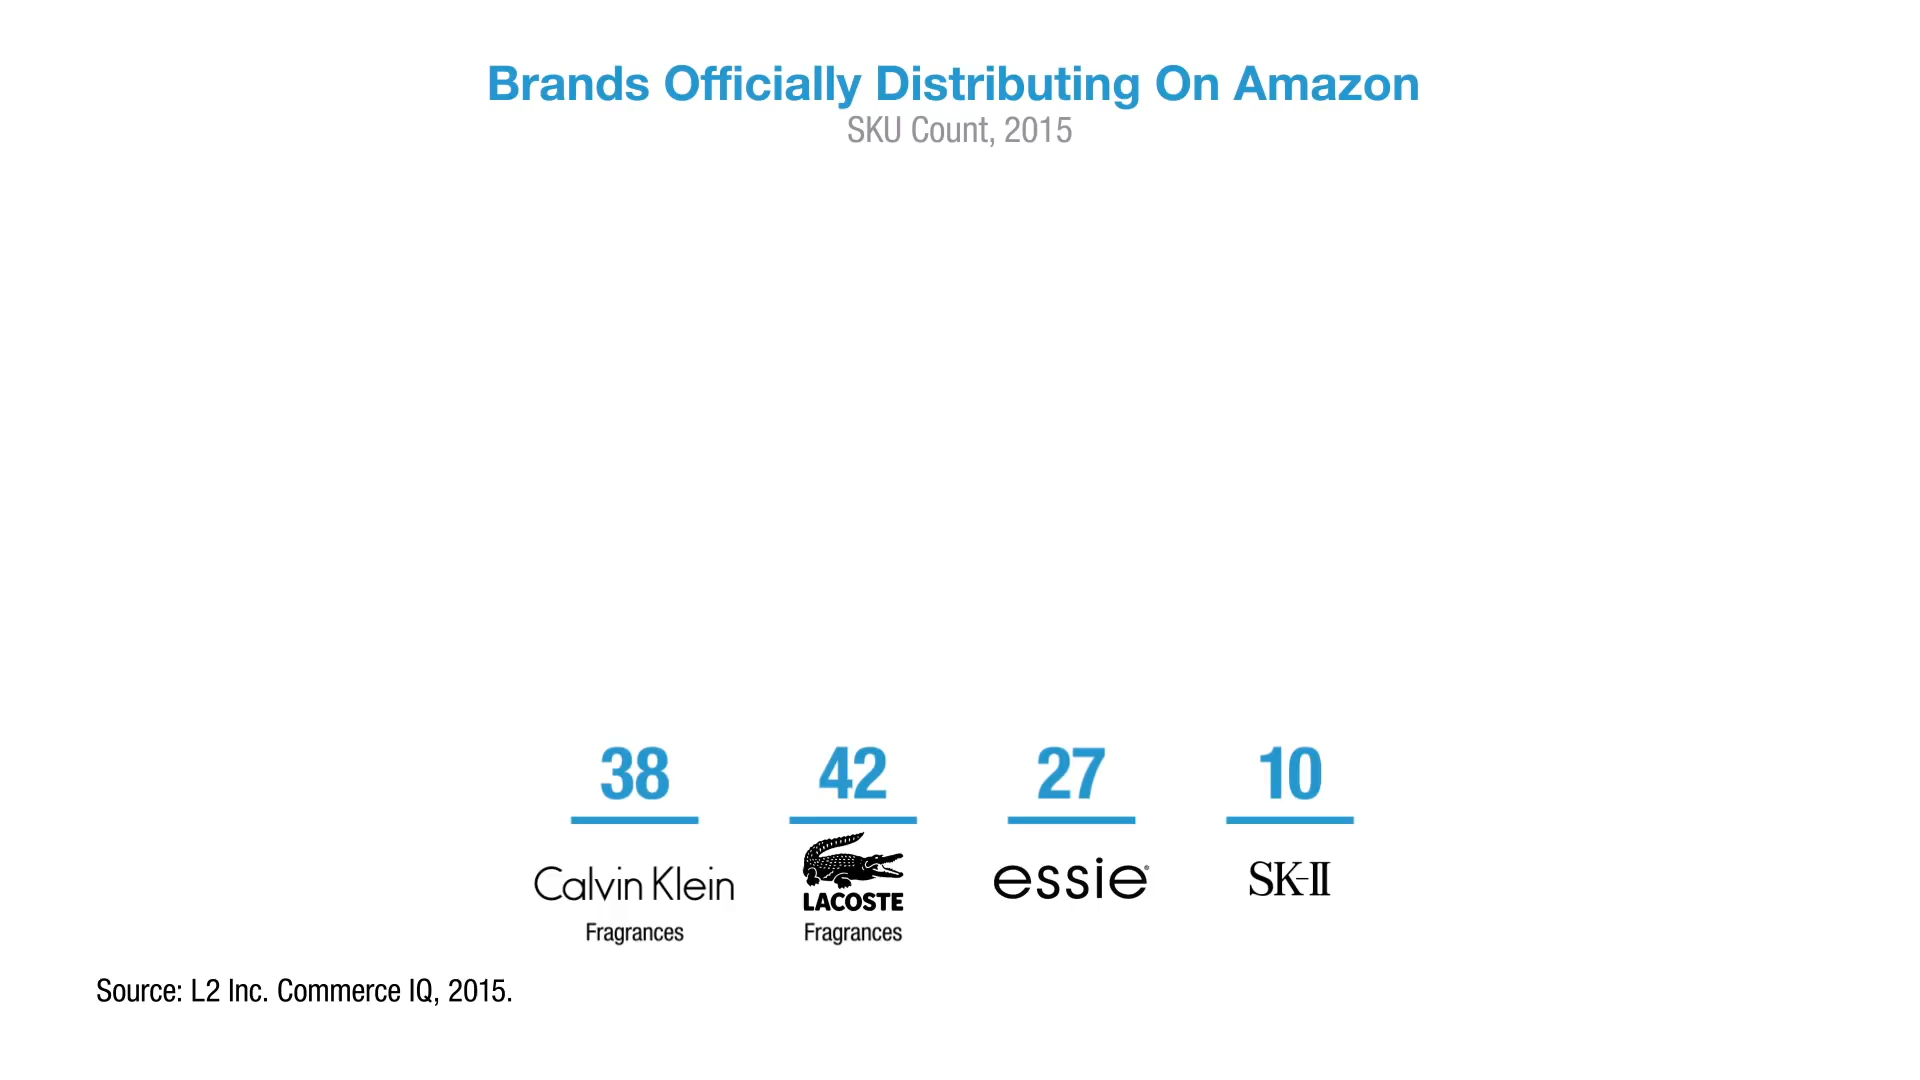 Brands Officially Distributing On Amazon
SKU Count, 2015
38 42 27 10
Calvin Klein LACOSTE essie® SK-II
Fragrances Fragrances
Source: L2 Inc. Commerce IQ, 2015.